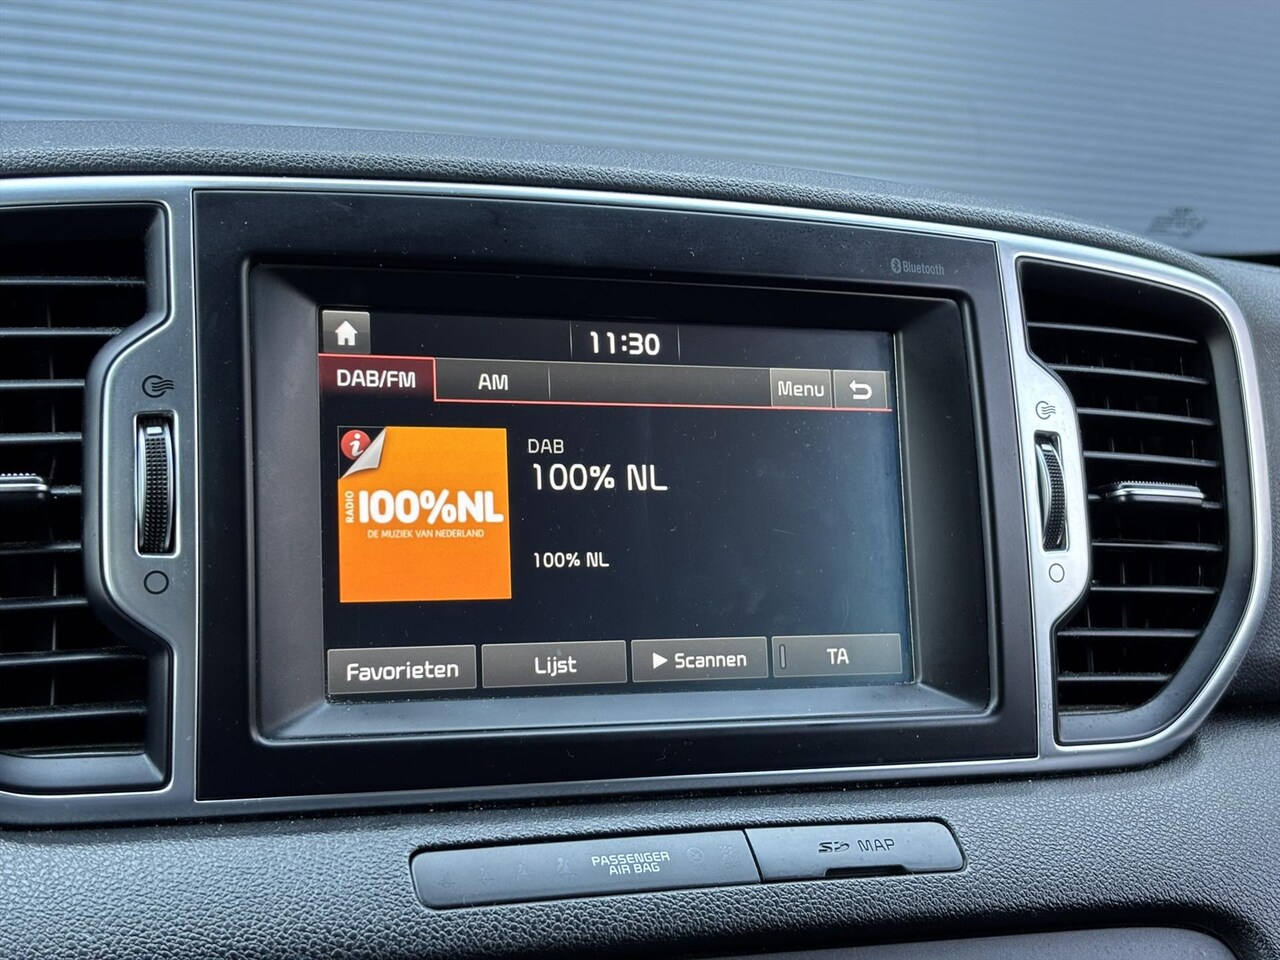 Bluetooth
11:30
DAB/FM
AM
Menu
DAB
100% NL
RADIO
100%NL
DE MUZIEK VAN NEDERLAND
100% NL
Favorieten
Lijst
Scannen
TA
PASSENGER
AIR BAG
SD MAP